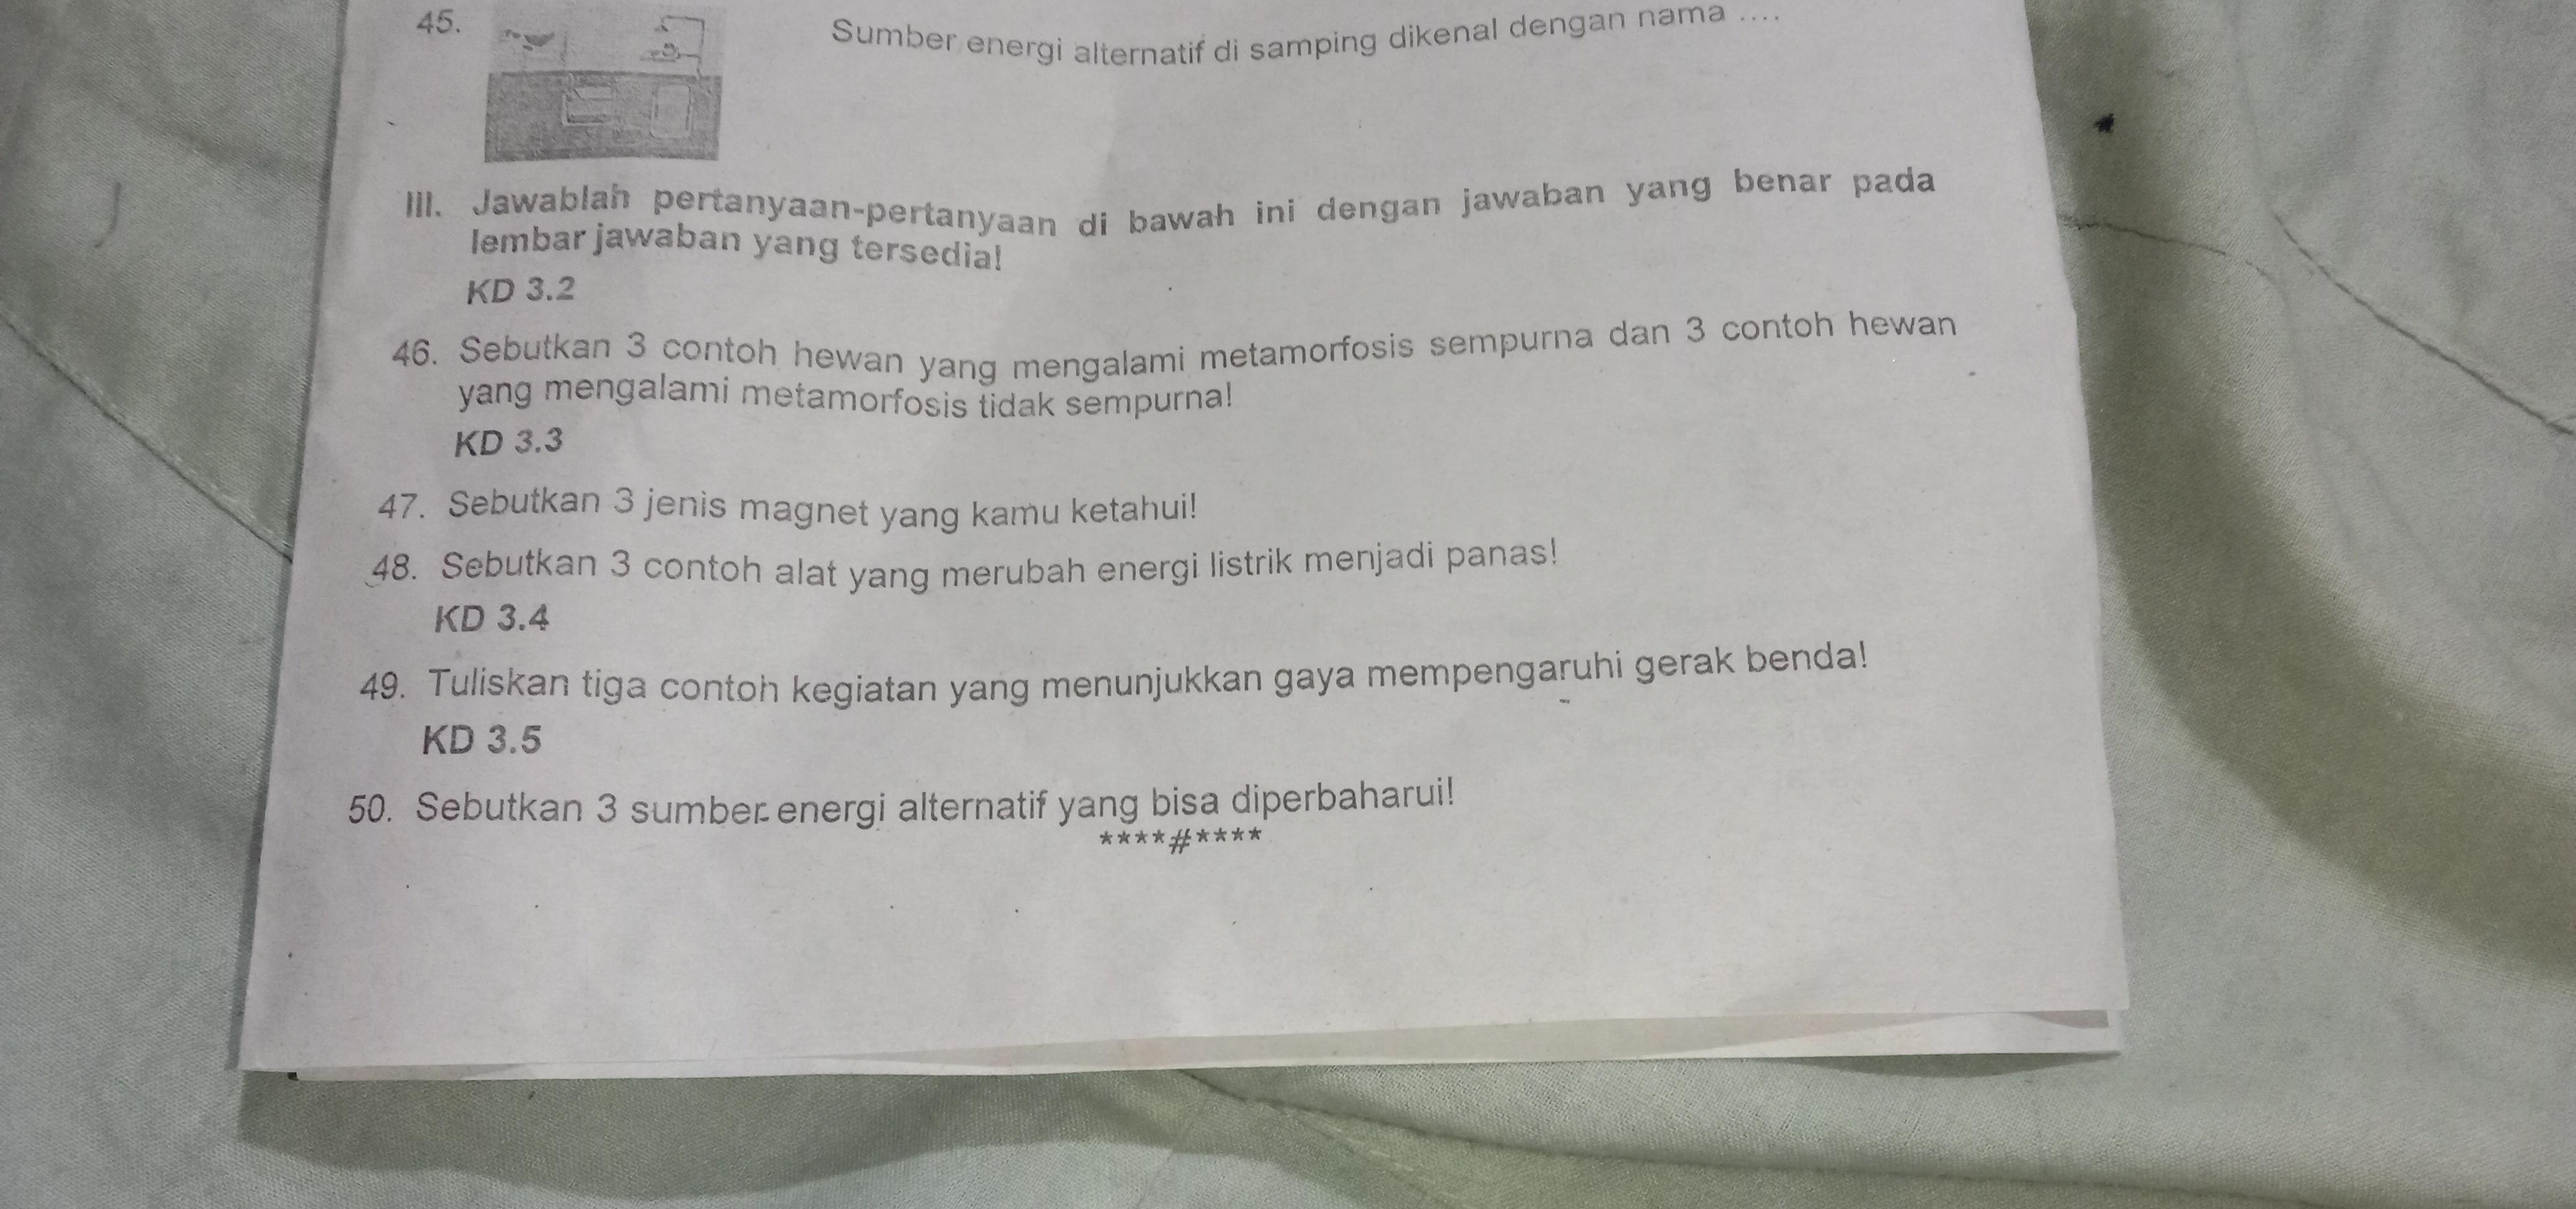 45. Sumber energi alternatif di samping dikenal dengan nama ....
III. Jawablah pertanyaan-pertanyaan di bawah ini dengan jawaban yang benar pada
lembar jawaban yang tersedia!
KD 3.2
46. Sebutkan 3 contoh hewan yang mengalami metamorfosis sempurna dan 3 contoh hewan
yang mengalami metamorfosis tidak sempurna!
KD 3.3
47. Sebutkan 3 jenis magnet yang kamu ketahui!
48. Sebutkan 3 contoh alat yang merubah energi listrik menjadi panas!
KD 3.4
49. Tuliskan tiga contoh kegiatan yang menunjukkan gaya mempengaruhi gerak benda!
KD 3.5
50. Sebutkan 3 sumber energi alternatif yang bisa diperbaharui!
****#****